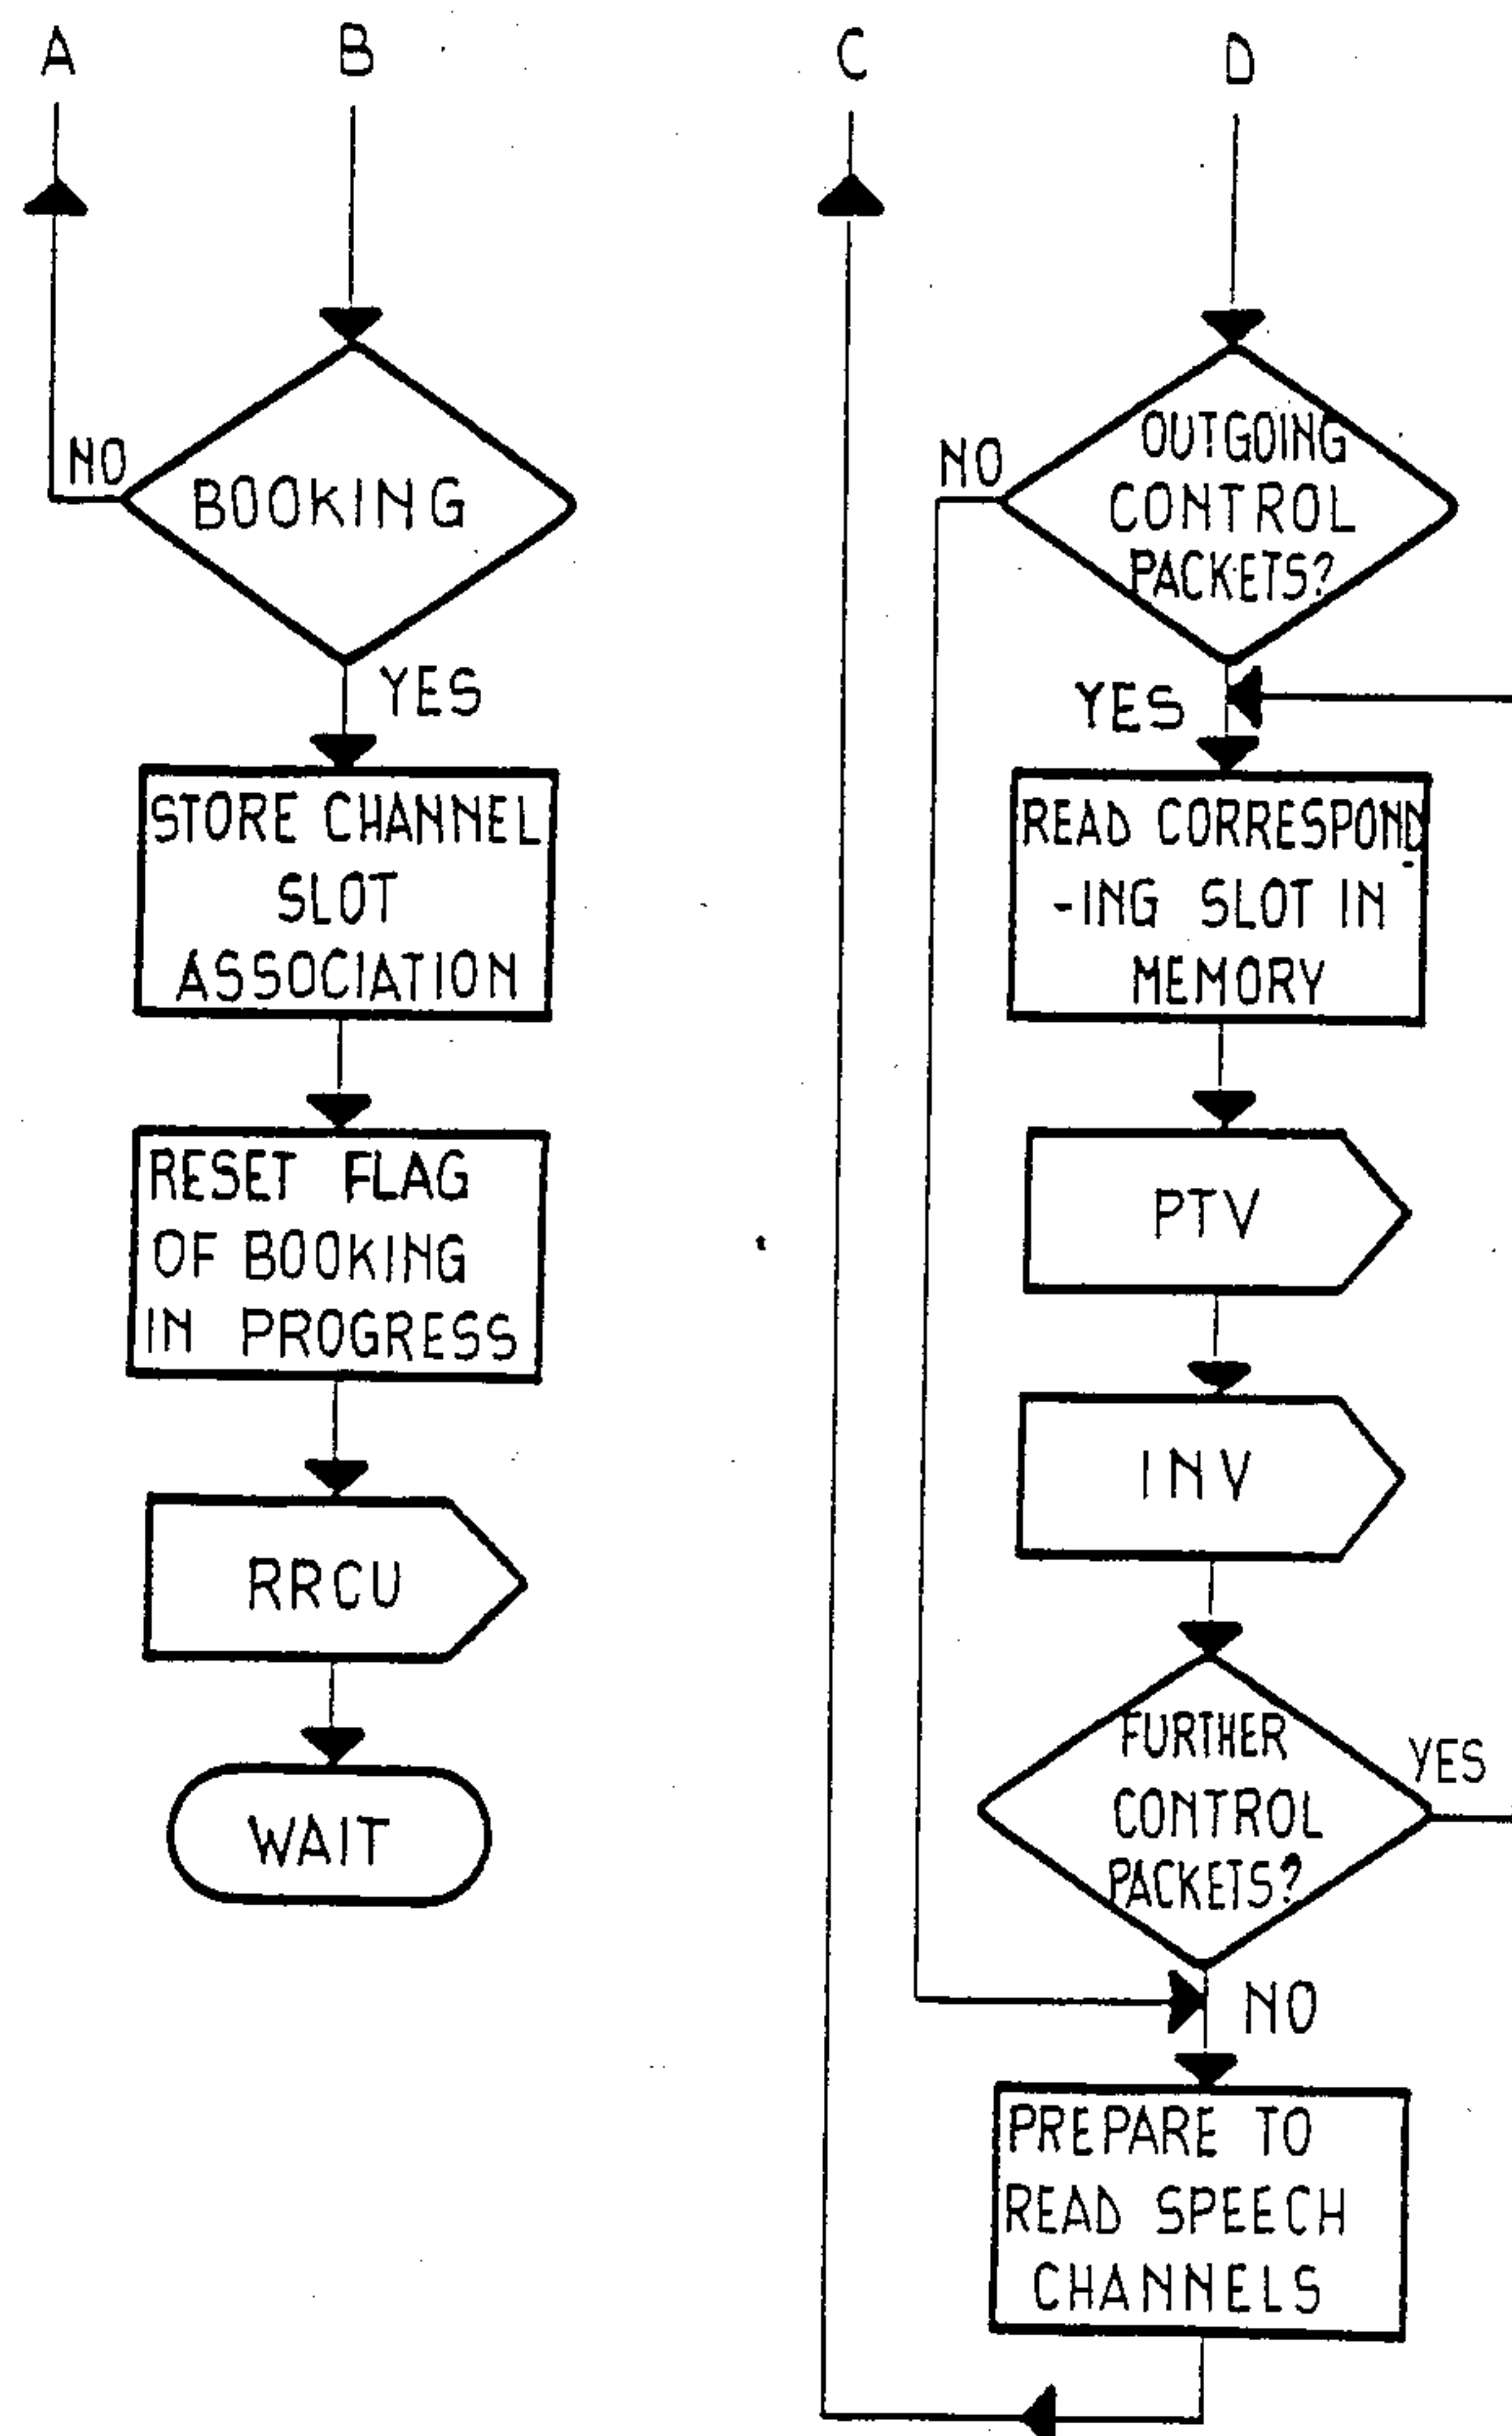 A
B
C
D
NO
BOOKING
YES
STORE CHANNEL
SLOT
ASSOCIATION
RESET FLAG
OF BOOKING
IN PROGRESS
RRCU
WAIT
NO
OUTGOING
CONTROL
PACKETS?
YES
READ CORRESPOND
-ING SLOT IN
MEMORY
PTV
INV
FURTHER
CONTROL
PACKETS?
YES
NO
PREPARE TO
READ SPEECH
CHANNELS